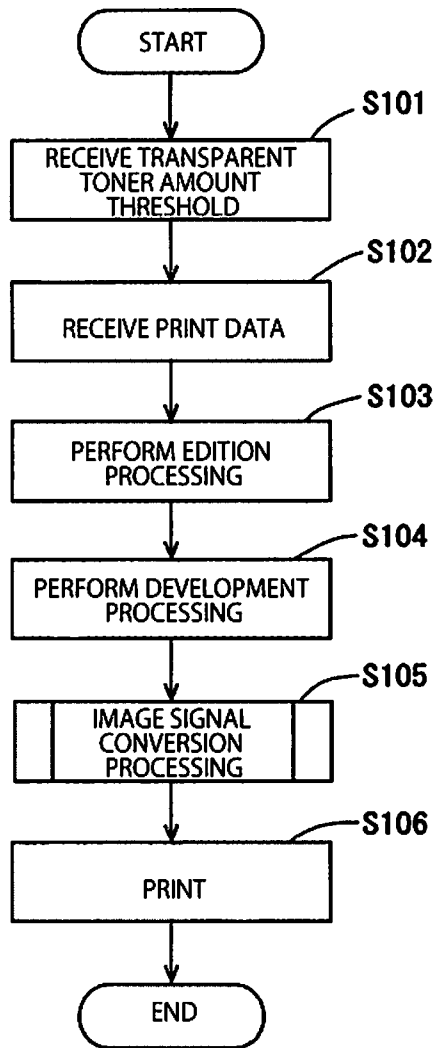 START
S101
RECEIVE TRANSPARENT
TONER AMOUNT
THRESHOLD
S102
RECEIVE PRINT DATA
S103
PERFORM EDITION
PROCESSING
S104
PERFORM DEVELOPMENT
PROCESSING
S105
IMAGE SIGNAL
CONVERSION
PROCESSING
S106
PRINT
END